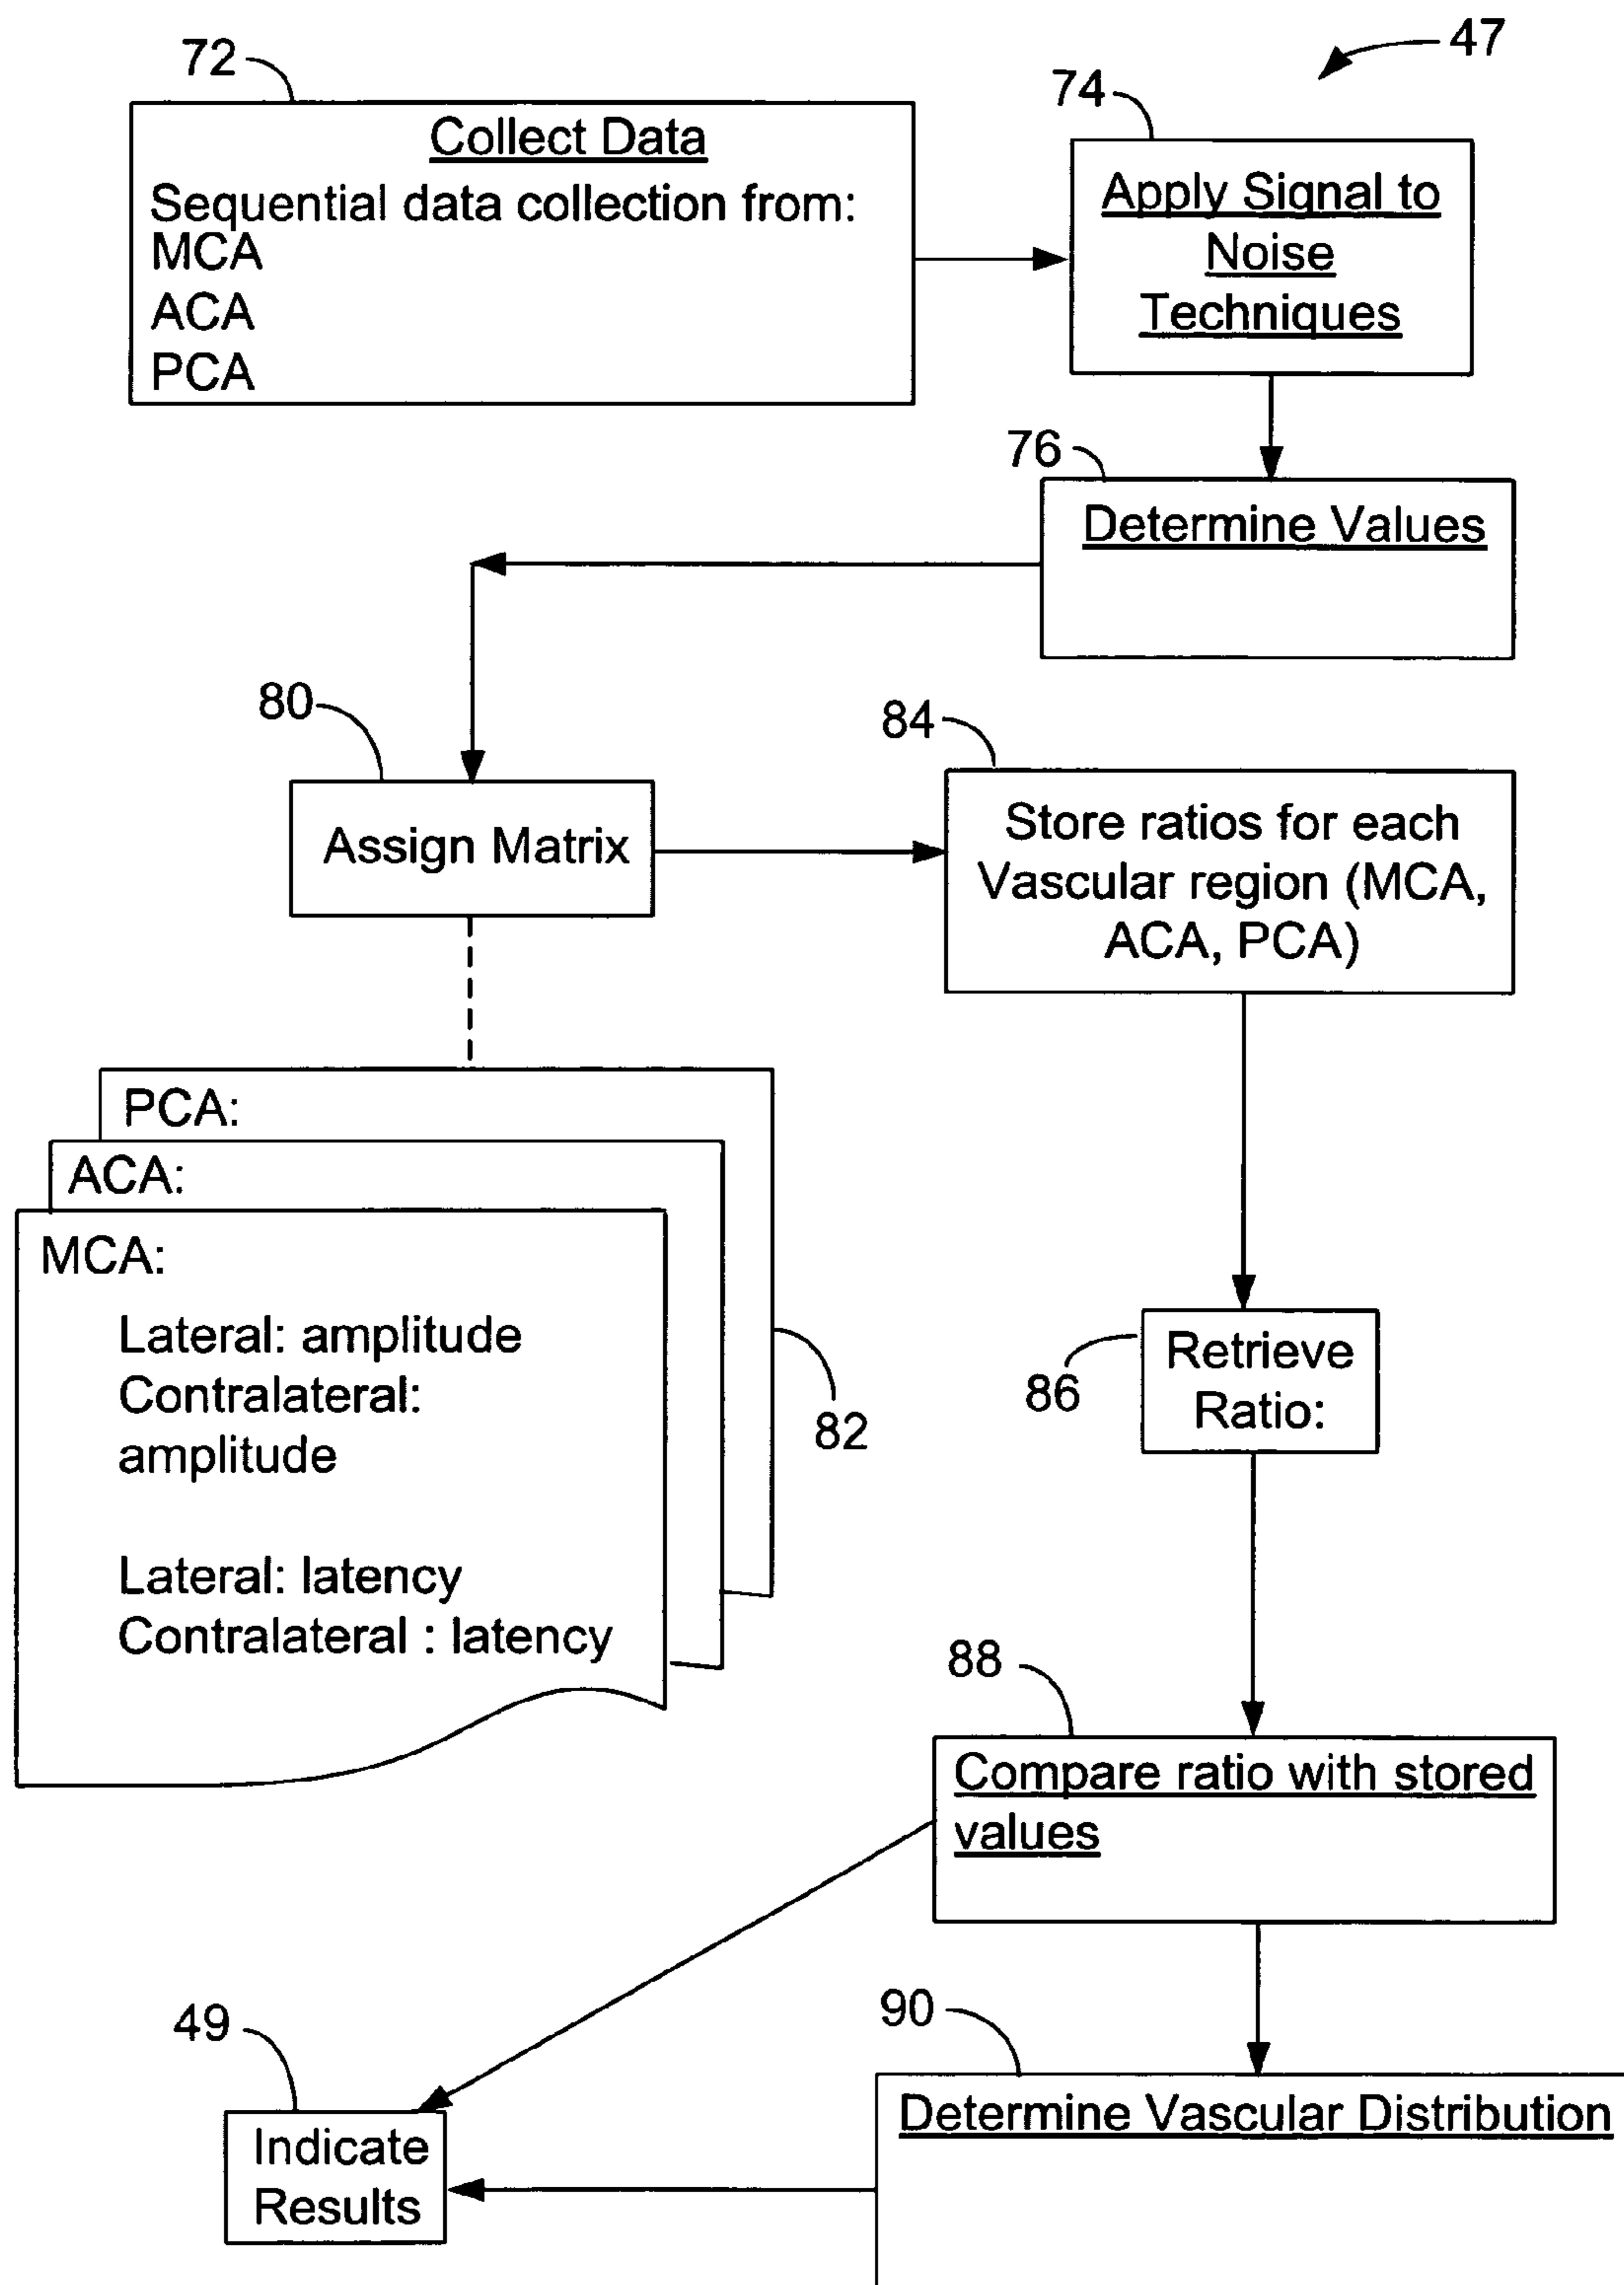 47
72
Collect Data
Sequential data collection from:
MCA
ACA
PCA
74
Apply Signal to
Noise
Techniques
76
Determine Values
80
Assign Matrix
84
Store ratios for each
Vascular region (MCA,
ACA, PCA)
PCA:
ACA:
MCA:
Lateral: amplitude
Contralateral:
amplitude
Lateral: latency
Contralateral : latency
82
86
Retrieve
Ratio:
88
Compare ratio with stored
values
90
Determine Vascular Distribution
49
Indicate
Results